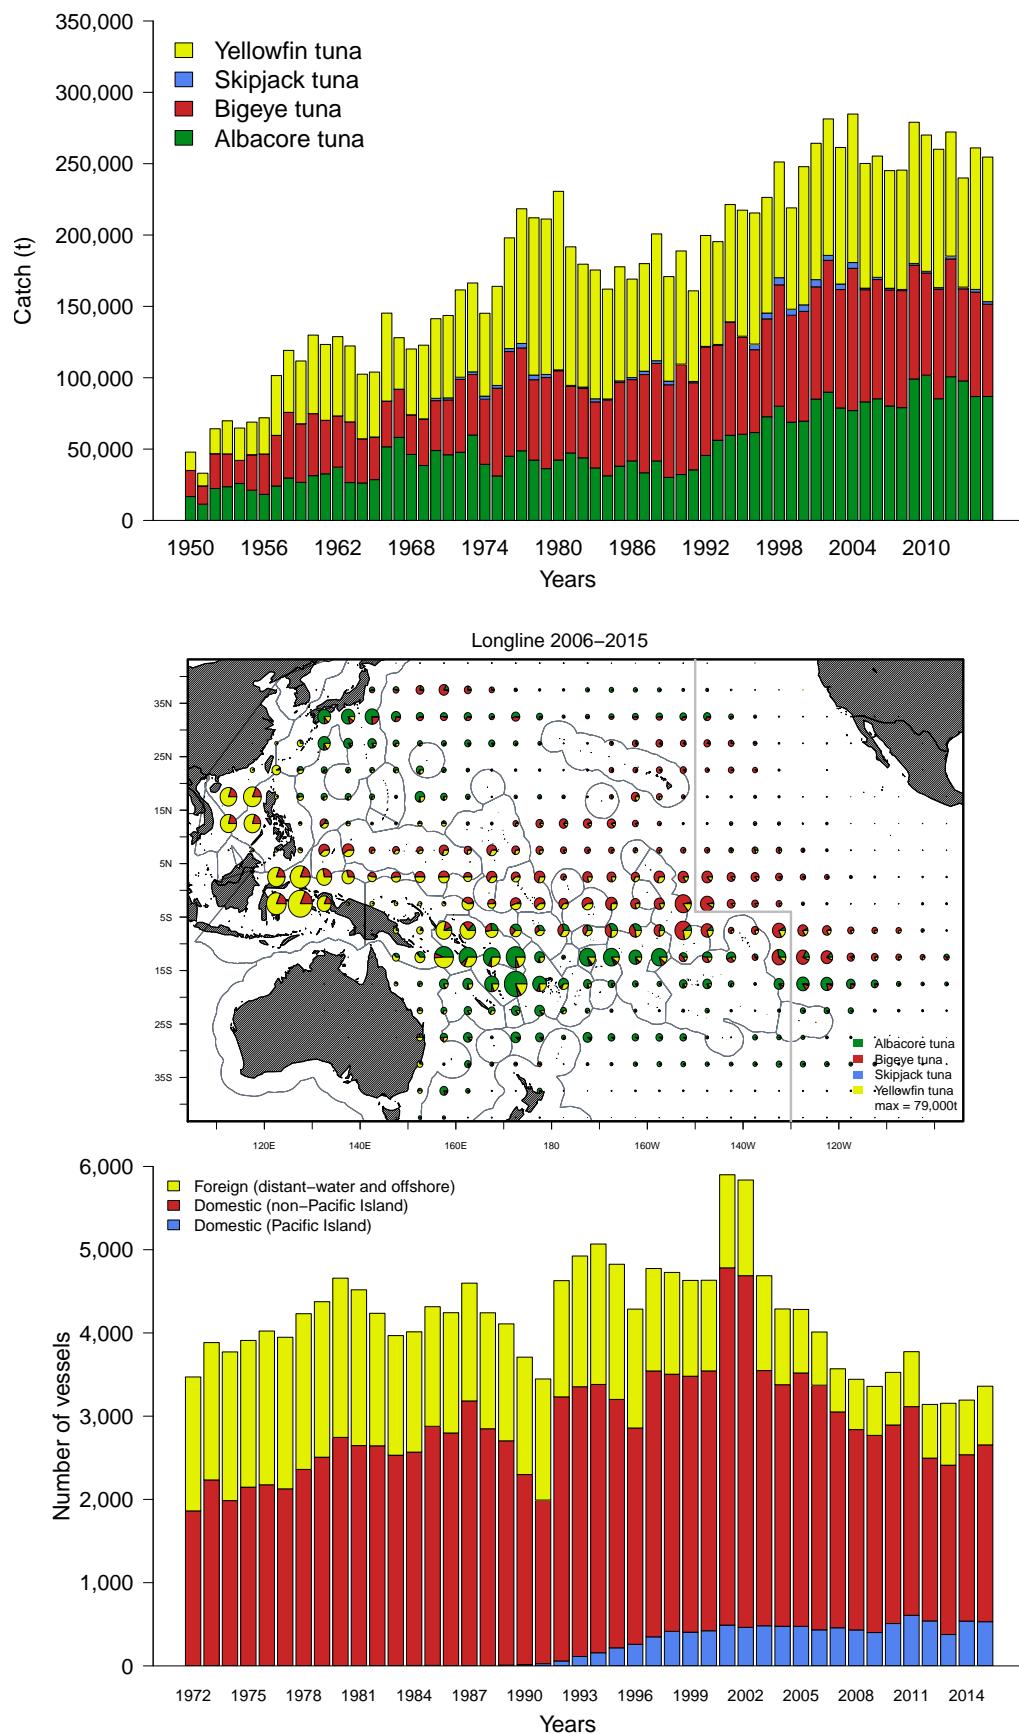 350,000
300,000
250,000
200,000
150,000
100,000
50,000
0
Catch (t)
Yellowfin tuna
Skipjack tuna
Bigeye tuna
Albacore tuna
1950 1956 1962 1968 1974 1980 1986 1992 1998 2004 2010
Years
Longline 2006−2015
35N
25N
15N
5N
5S
15S
25S
35S
Albacore tuna
Bigeye tuna
Skipjack tuna
Yellowfin tuna
max = 79,000t
120E 140E 160E 180 160W 140W 120W
6,000
5,000
4,000
3,000
2,000
1,000
0
Number of vessels
Foreign (distant−water and offshore)
Domestic (non−Pacific Island)
Domestic (Pacific Island)
1972 1975 1978 1981 1984 1987 1990 1993 1996 1999 2002 2005 2008 2011 2014
Years